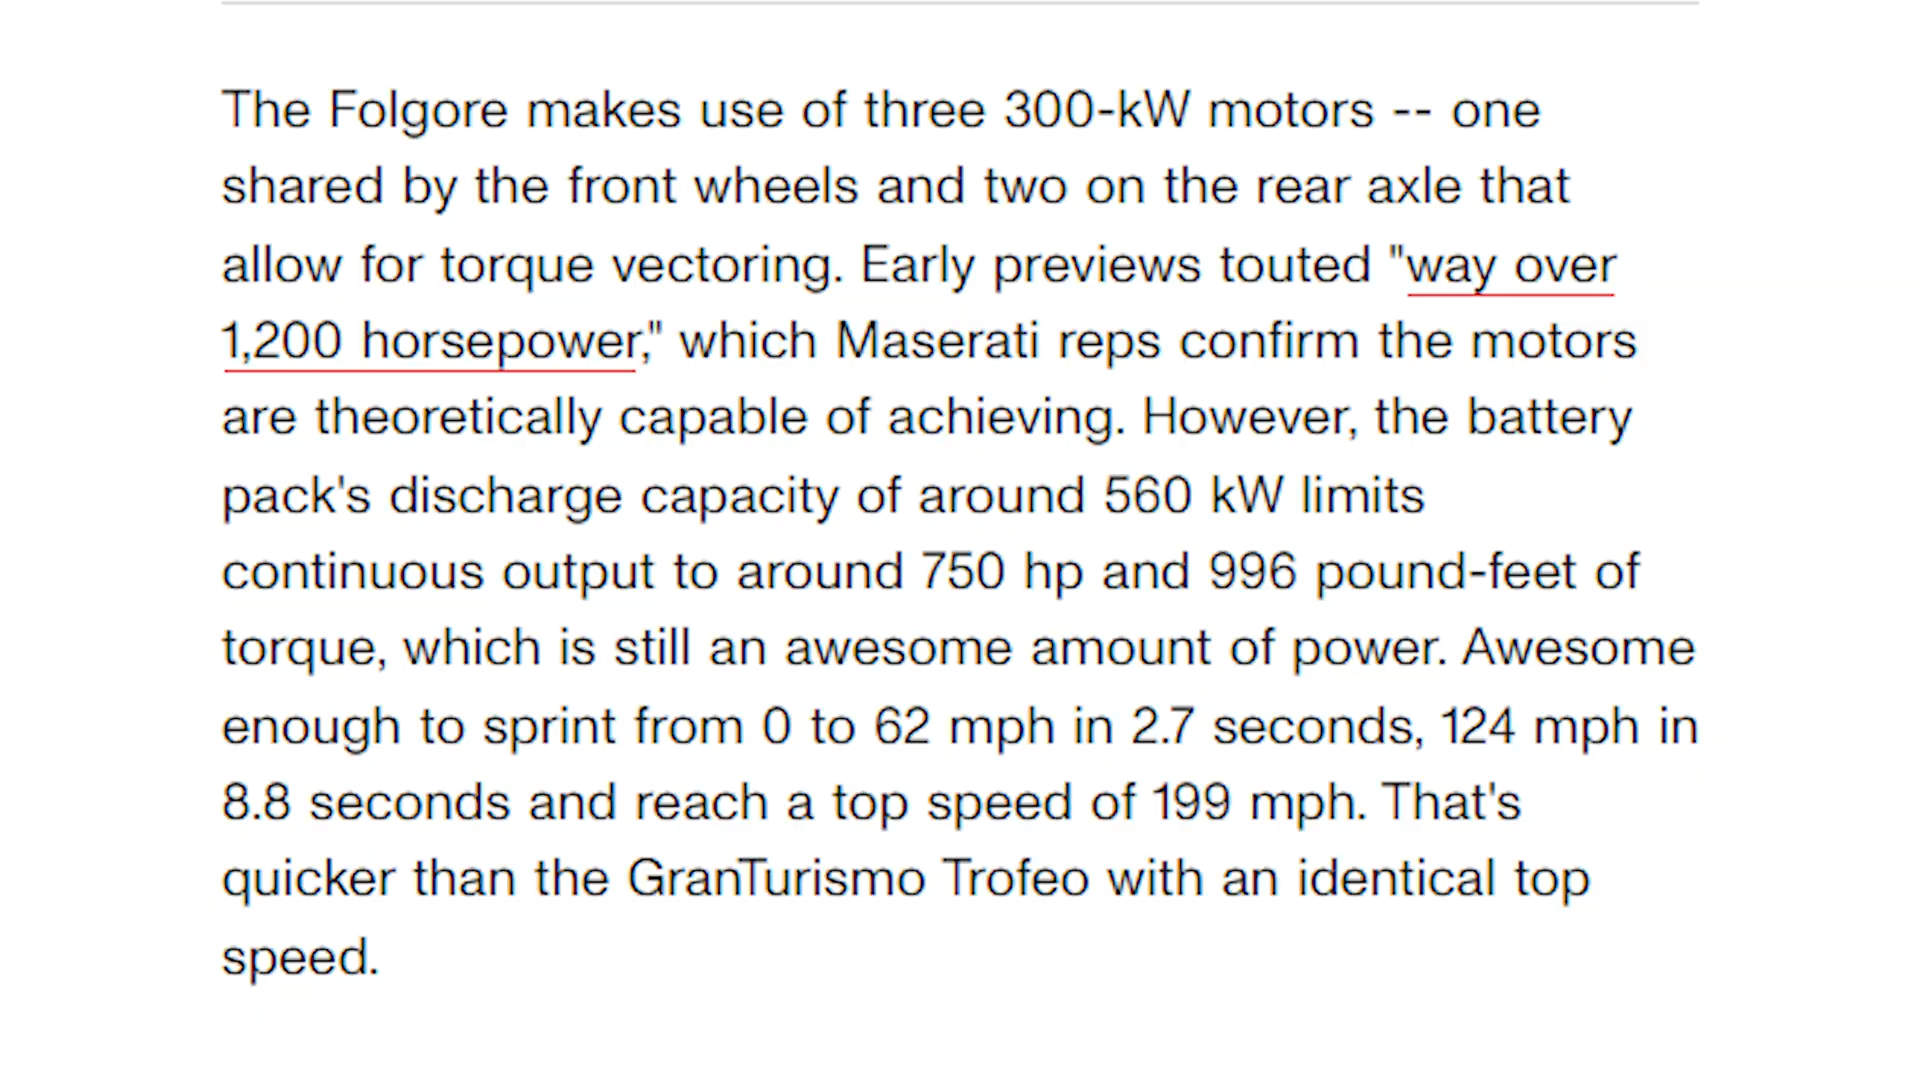 The Folgore makes use of three 300-kW motors -- one
shared by the front wheels and two on the rear axle that
allow for torque vectoring. Early previews touted "way over
1,200 horsepower," which Maserati reps confirm the motors
are theoretically capable of achieving. However, the battery
pack's discharge capacity of around 560 kW limits
continuous output to around 750 hp and 996 pound-feet of
torque, which is still an awesome amount of power. Awesome
enough to sprint from 0 to 62 mph in 2.7 seconds, 124 mph in
8.8 seconds and reach a top speed of 199 mph. That's
quicker than the GranTurismo Trofeo with an identical top
speed.